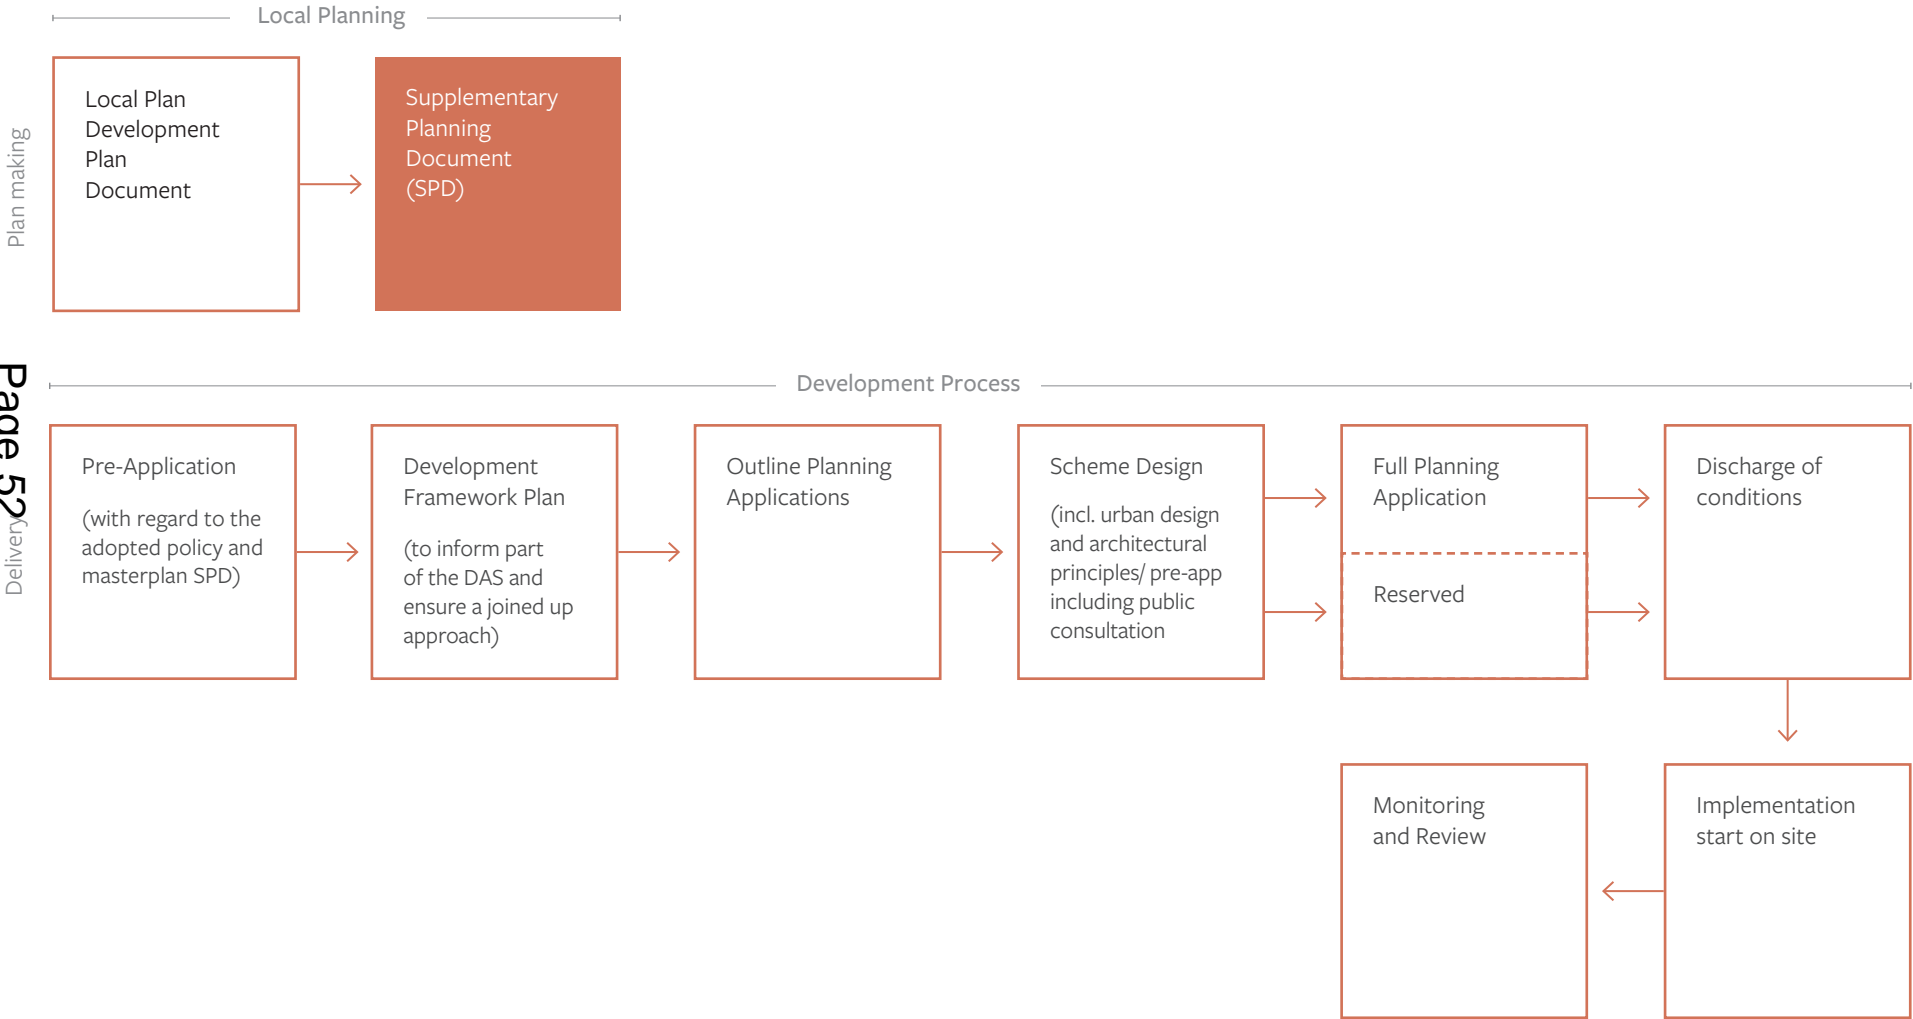 Local Planning
Plan making
Local Plan
Development
Plan
Document
Supplementary
Planning
Document
(SPD)
Page 52
Delivery
Development Process
Pre-Application
(with regard to the
adopted policy and
masterplan SPD)
Development
Framework Plan
(to inform part
of the DAS and
ensure a joined up
approach)
Outline Planning
Applications
Scheme Design
(incl. urban design
and architectural
principles/ pre-app
including public
consultation
Full Planning
Application
Reserved
Discharge of
conditions
Monitoring
and Review
Implementation
start on site